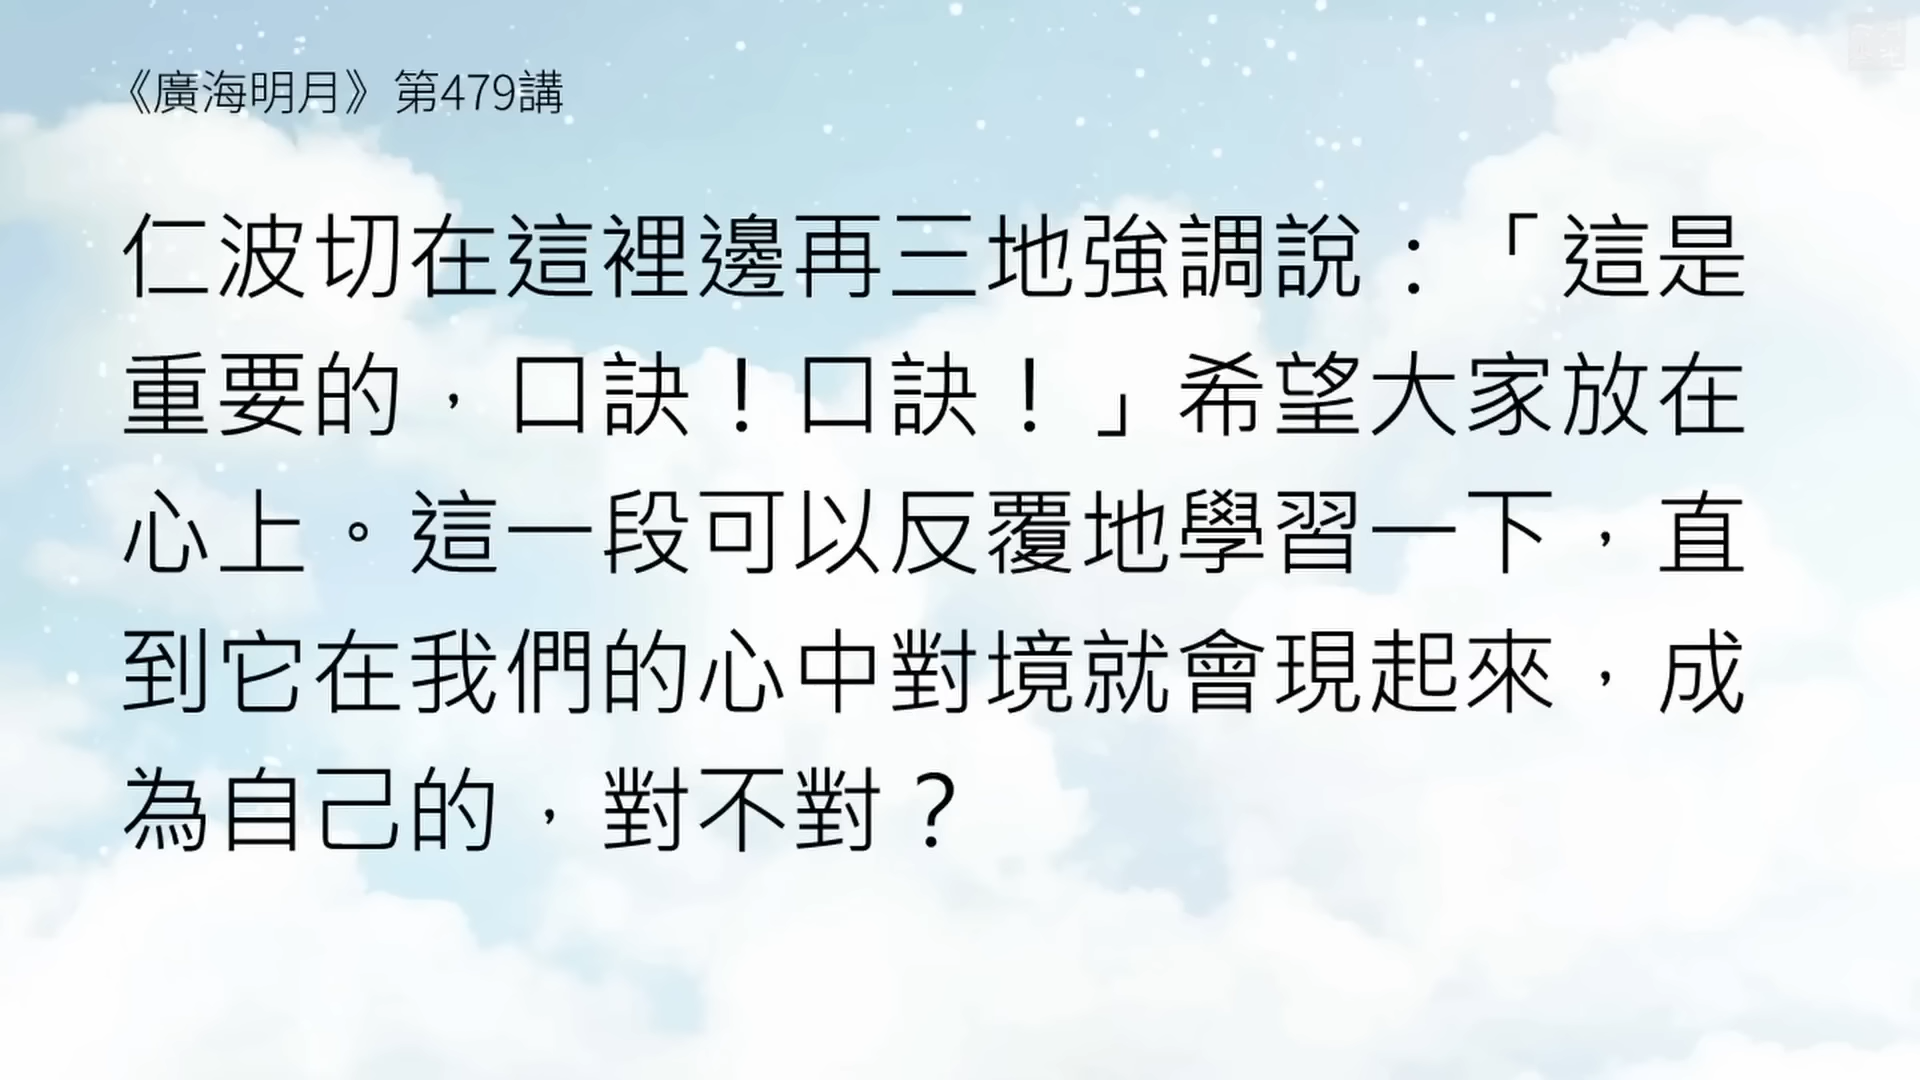 《廣海明月》第479講
仁波切在這裡邊再三地強調說：「這是
重要的，口訣！口訣！」希望大家放在
心上。這一段可以反覆地學習一下，直
到它在我們的心中對境就會現起來，成
為自己的，對不對？